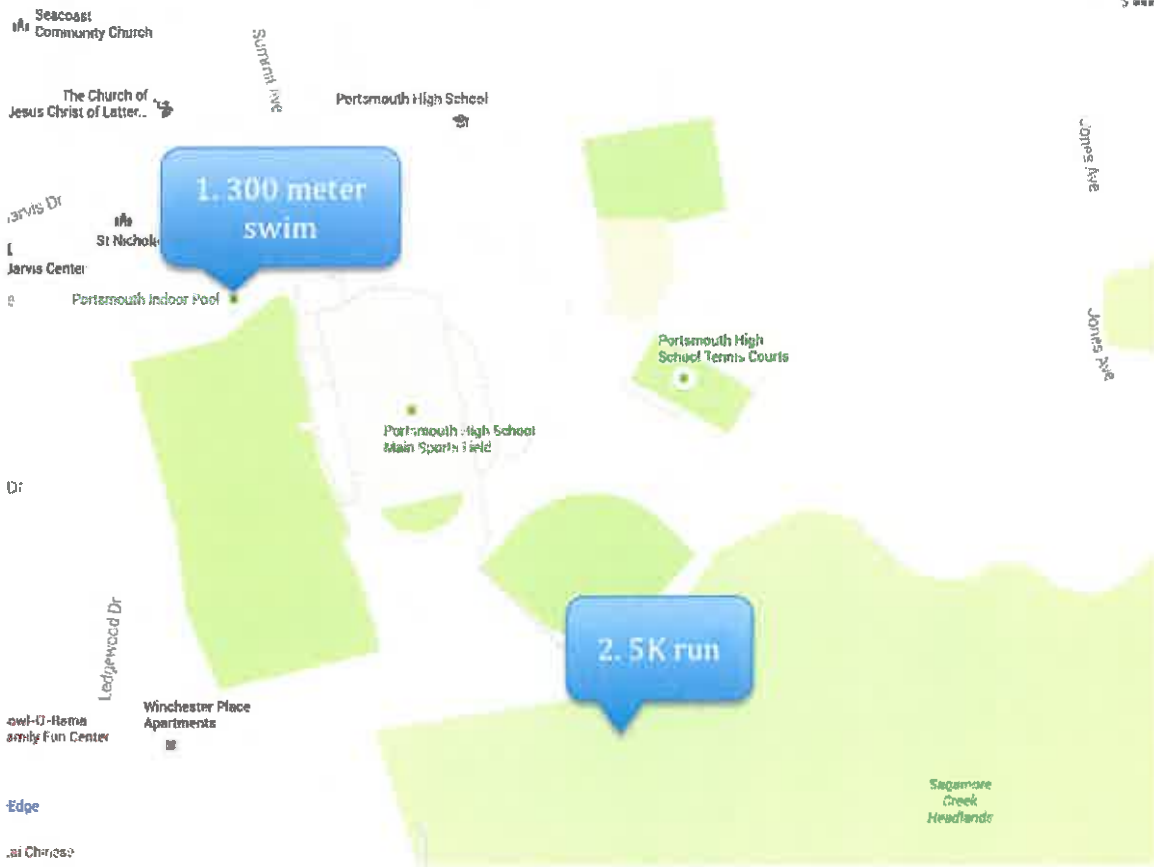 Seacoast
Community Church
Summit Ave
The Church of
Jesus Christ of Latter...
Portsmouth High School
Jones Ave
1. 300 meter
swim
arvis Dr
St Nichol
Jarvis Center
Portsmouth Indoor Pool
Jones Ave
Portsmouth High
School Tennis Courts
Portsmouth High School
Main Sports Field
Dr
Ledgewood Dr
2. 5K run
Winchester Place
Apartments
owl-O-Rama
amily Fun Center
Sagamore
Creek
Headlands
Edge
ai Chinese